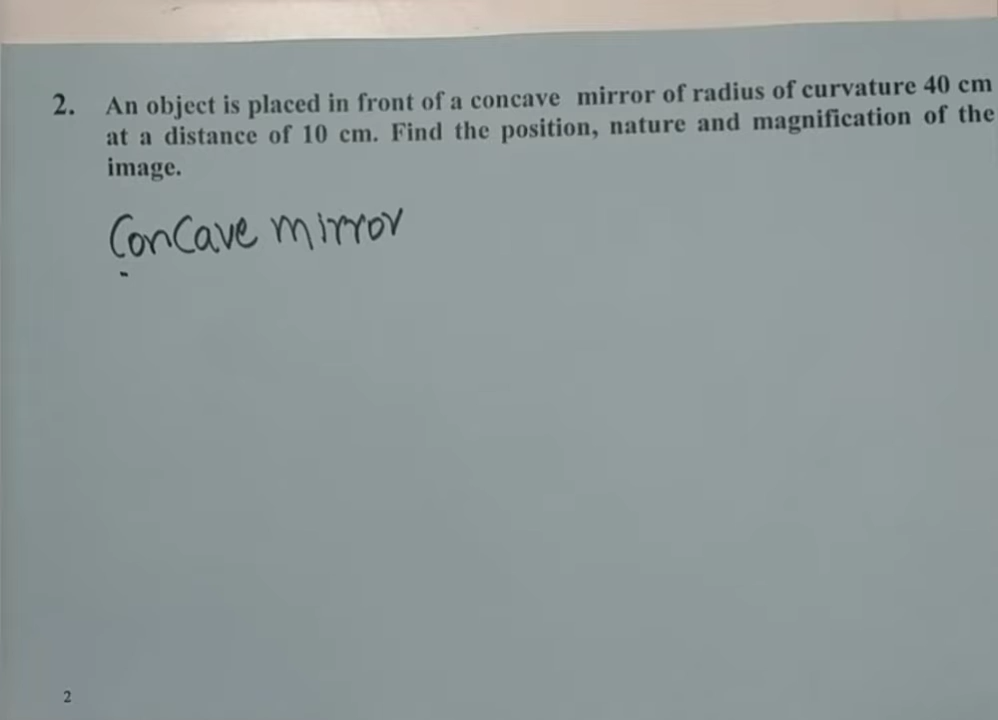 2. An object is placed in front of a concave mirror of radius of curvature 40 cm
at a distance of 10 cm. Find the position, nature and magnification of the
image.
Concave mirror
2